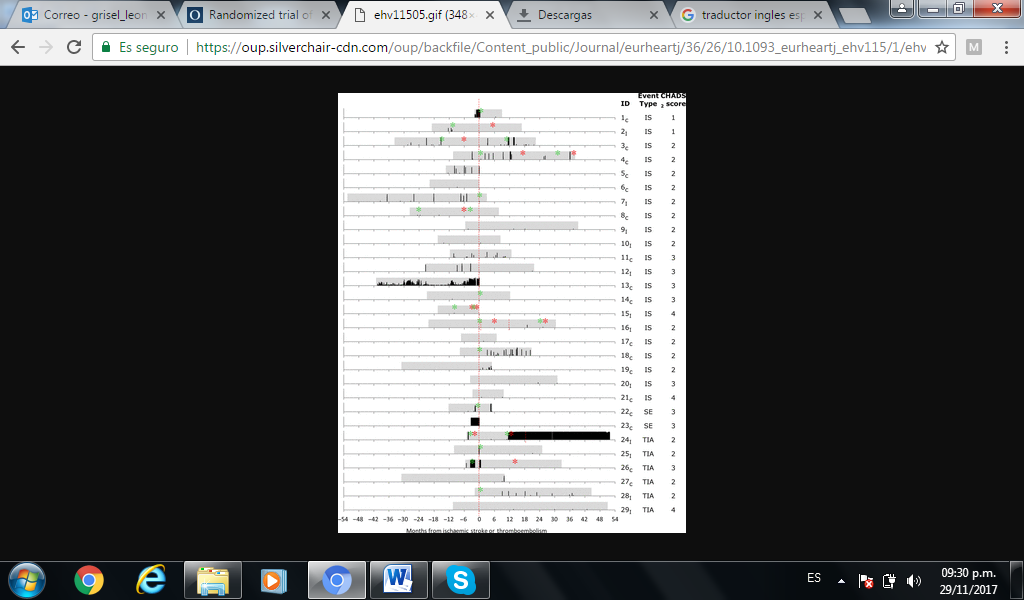 Correo - grisel_leon
Randomized trial of
ehv11505.gif (348×
Descargas
traductor ingles esp
Es seguro
https://oup.silverchair-cdn.com/oup/backfile/Content_public/Journal/eurheartj/36/26/10.1093_eurheartj_ehv115/1/ehv
M
Event CHADS
ID Type 2 score
1C IS 1
2I IS 1
3C IS 2
4C IS 2
5C IS 2
6C IS 2
7I IS 2
8C IS 2
9I IS 2
10I IS 2
11C IS 3
12I IS 3
13C IS 3
14C IS 3
15I IS 4
16I IS 2
17C IS 2
18C IS 2
19C IS 2
20I IS 3
21C IS 4
22C SE 3
23C SE 3
24I TIA 2
25I TIA 2
26C TIA 3
27C TIA 2
28I TIA 2
29I TIA 4
-54 -48 -42 -36 -30 -24 -18 -12 -6 0 6 12 18 24 30 36 42 48 54
Months from ischaemic stroke or thromboembolism
ES
09:30 p.m.
29/11/2017